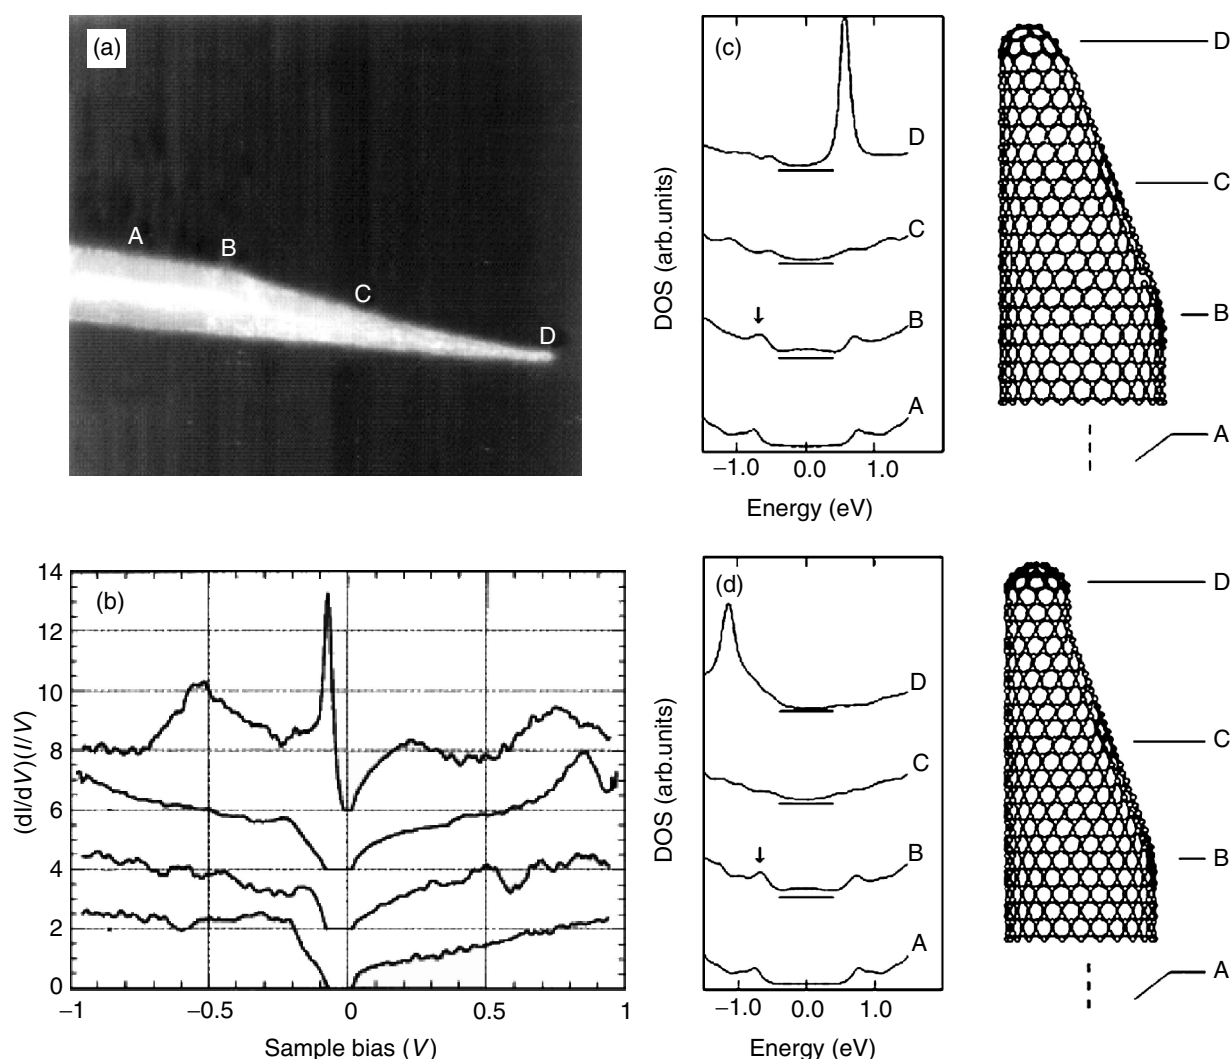 (a)
A
B
C
D
(b)
14
12
10
8
6
4
2
0
−1
−0.5
0
0.5
1
(dI/dV)(I/V)
Sample bias (V)
(c)
D
C
B
A
DOS (arb.units)
−1.0
0.0
1.0
Energy (eV)
D
C
B
A
(d)
D
C
B
A
DOS (arb.units)
−1.0
0.0
1.0
Energy (eV)
D
C
B
A